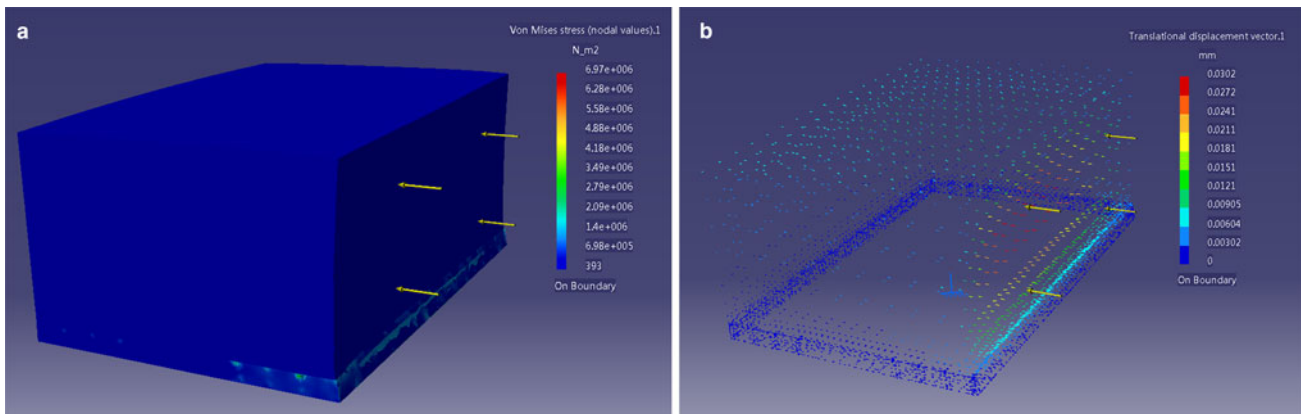 a
Von Mises stress (nodal values).1
N_m2
6.97e+006
6.28e+006
5.58e+006
4.88e+006
4.18e+006
3.49e+006
2.79e+006
2.09e+006
1.4e+006
6.98e+005
393
On Boundary
b
Translational displacement vector.1
mm
0.0302
0.0272
0.0241
0.0211
0.0181
0.0151
0.0121
0.00905
0.00604
0.00302
0
On Boundary